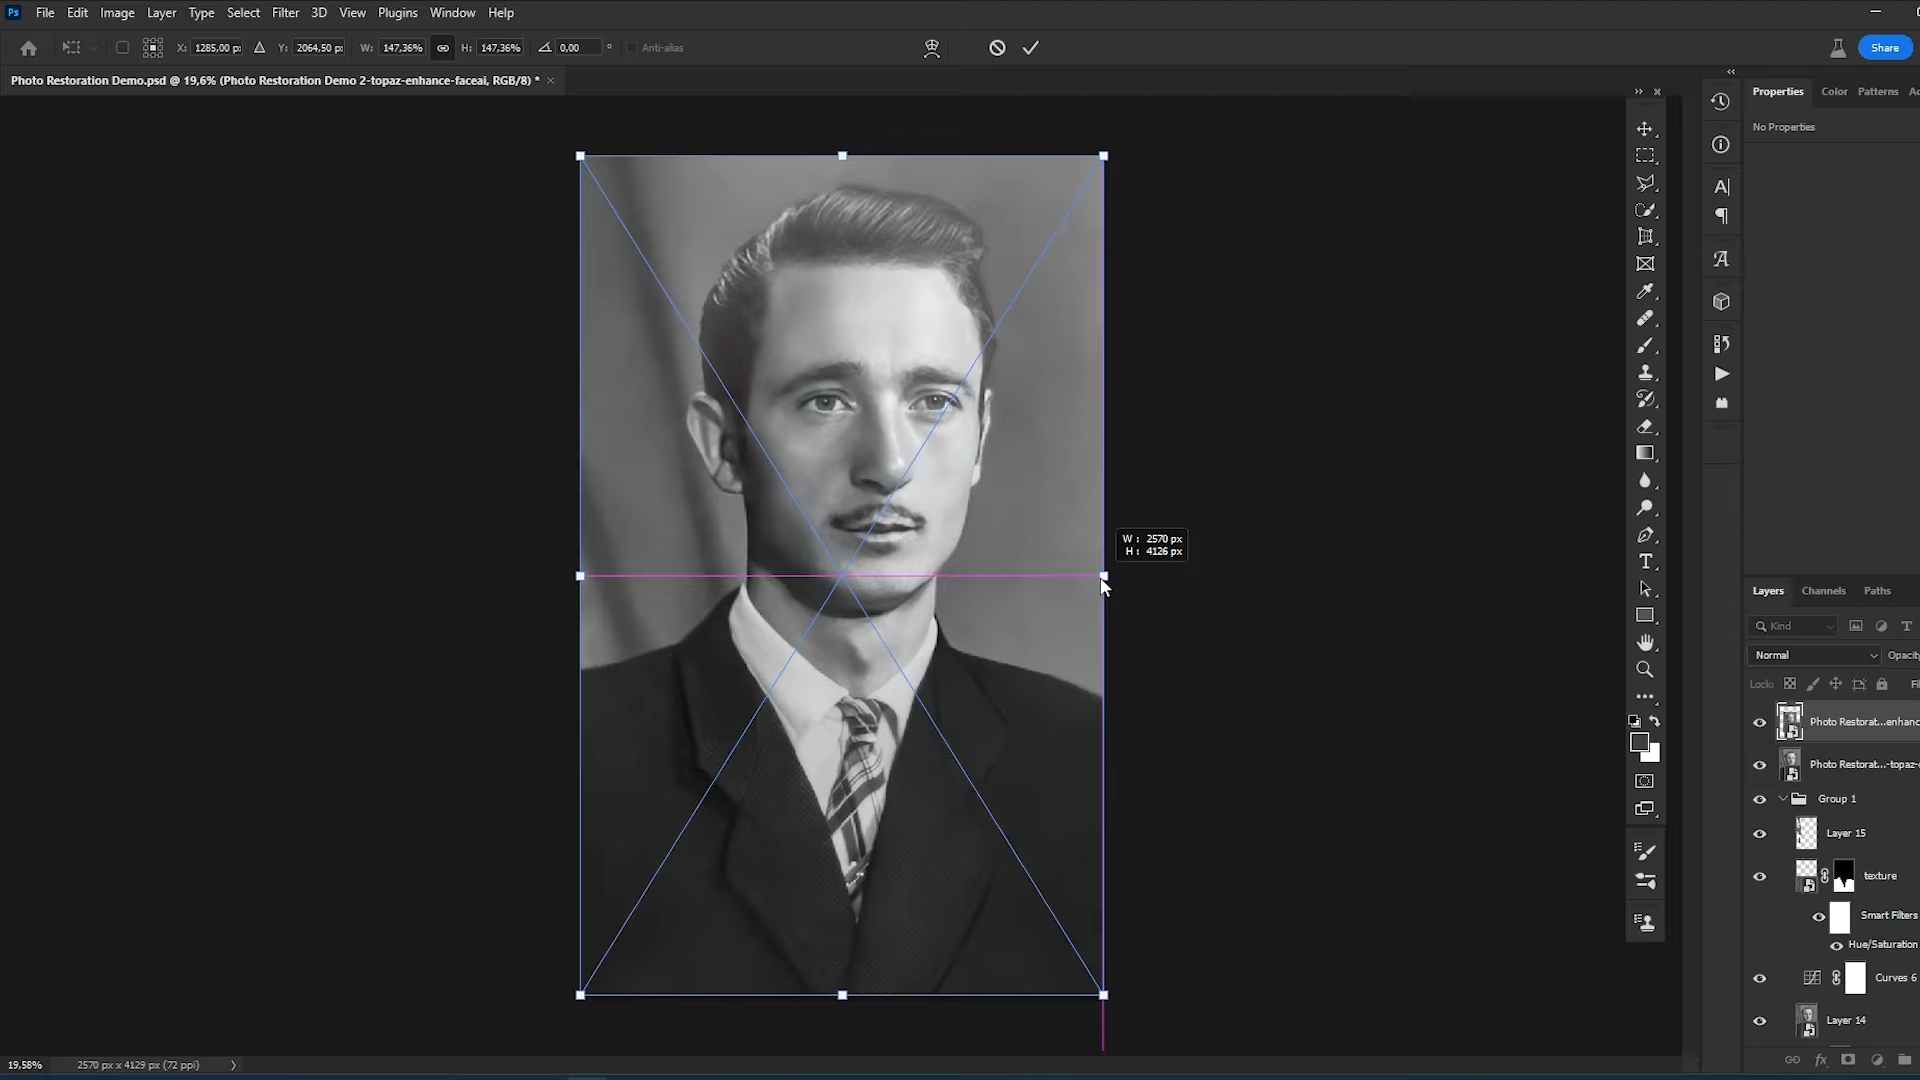 Ps File Edit Image Layer Type Select Filter 3D View Plugins Window Help
X: 1285,00 p: Y: 2064,50 p: W: 147,36% H: 147,36% 0,00 ° Anti-alias Share
Photo Restoration Demo.psd @ 19,6% (Photo Restoration Demo 2-topaz-enhance-faceai, RGB/8) * ×
Properties Color Patterns
No Properties
W : 2570 px
H : 4126 px
Layers Channels Paths
Kind
Normal Opacity
Lock:
Photo Restorat...enhanc
Photo Restorat...-topaz-
Group 1
Layer 15
texture
Smart Filters
Hue/Saturation
Curves 6
Layer 14
fx
19,58% 2570 px x 4129 px (72 ppi)